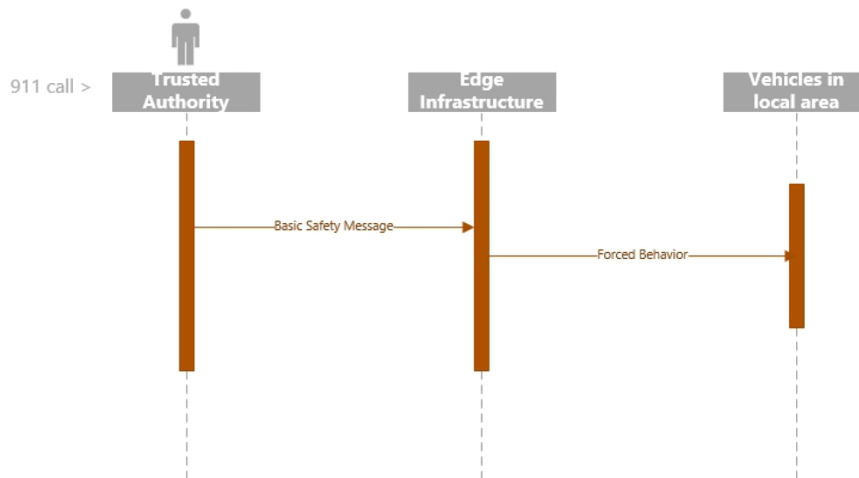 911 call >
Trusted
Authority
Edge
Infrastructure
Vehicles in
local area
Basic Safety Message
Forced Behavior